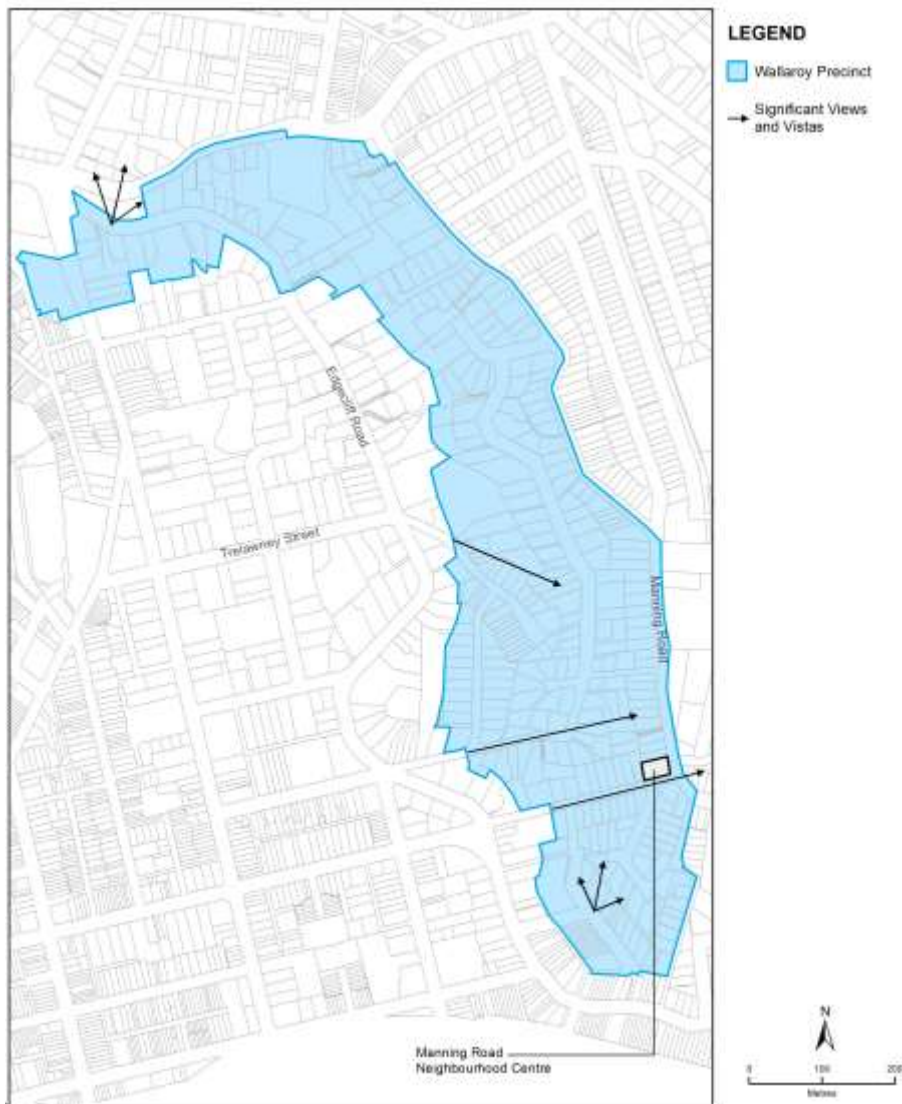 LEGEND
Wallaroy Precinct
Significant Views
and Vistas
Edgecliff Road
Trelawney Street
Manning Road
Manning Road
Neighbourhood Centre
N
0 100 200
Metres